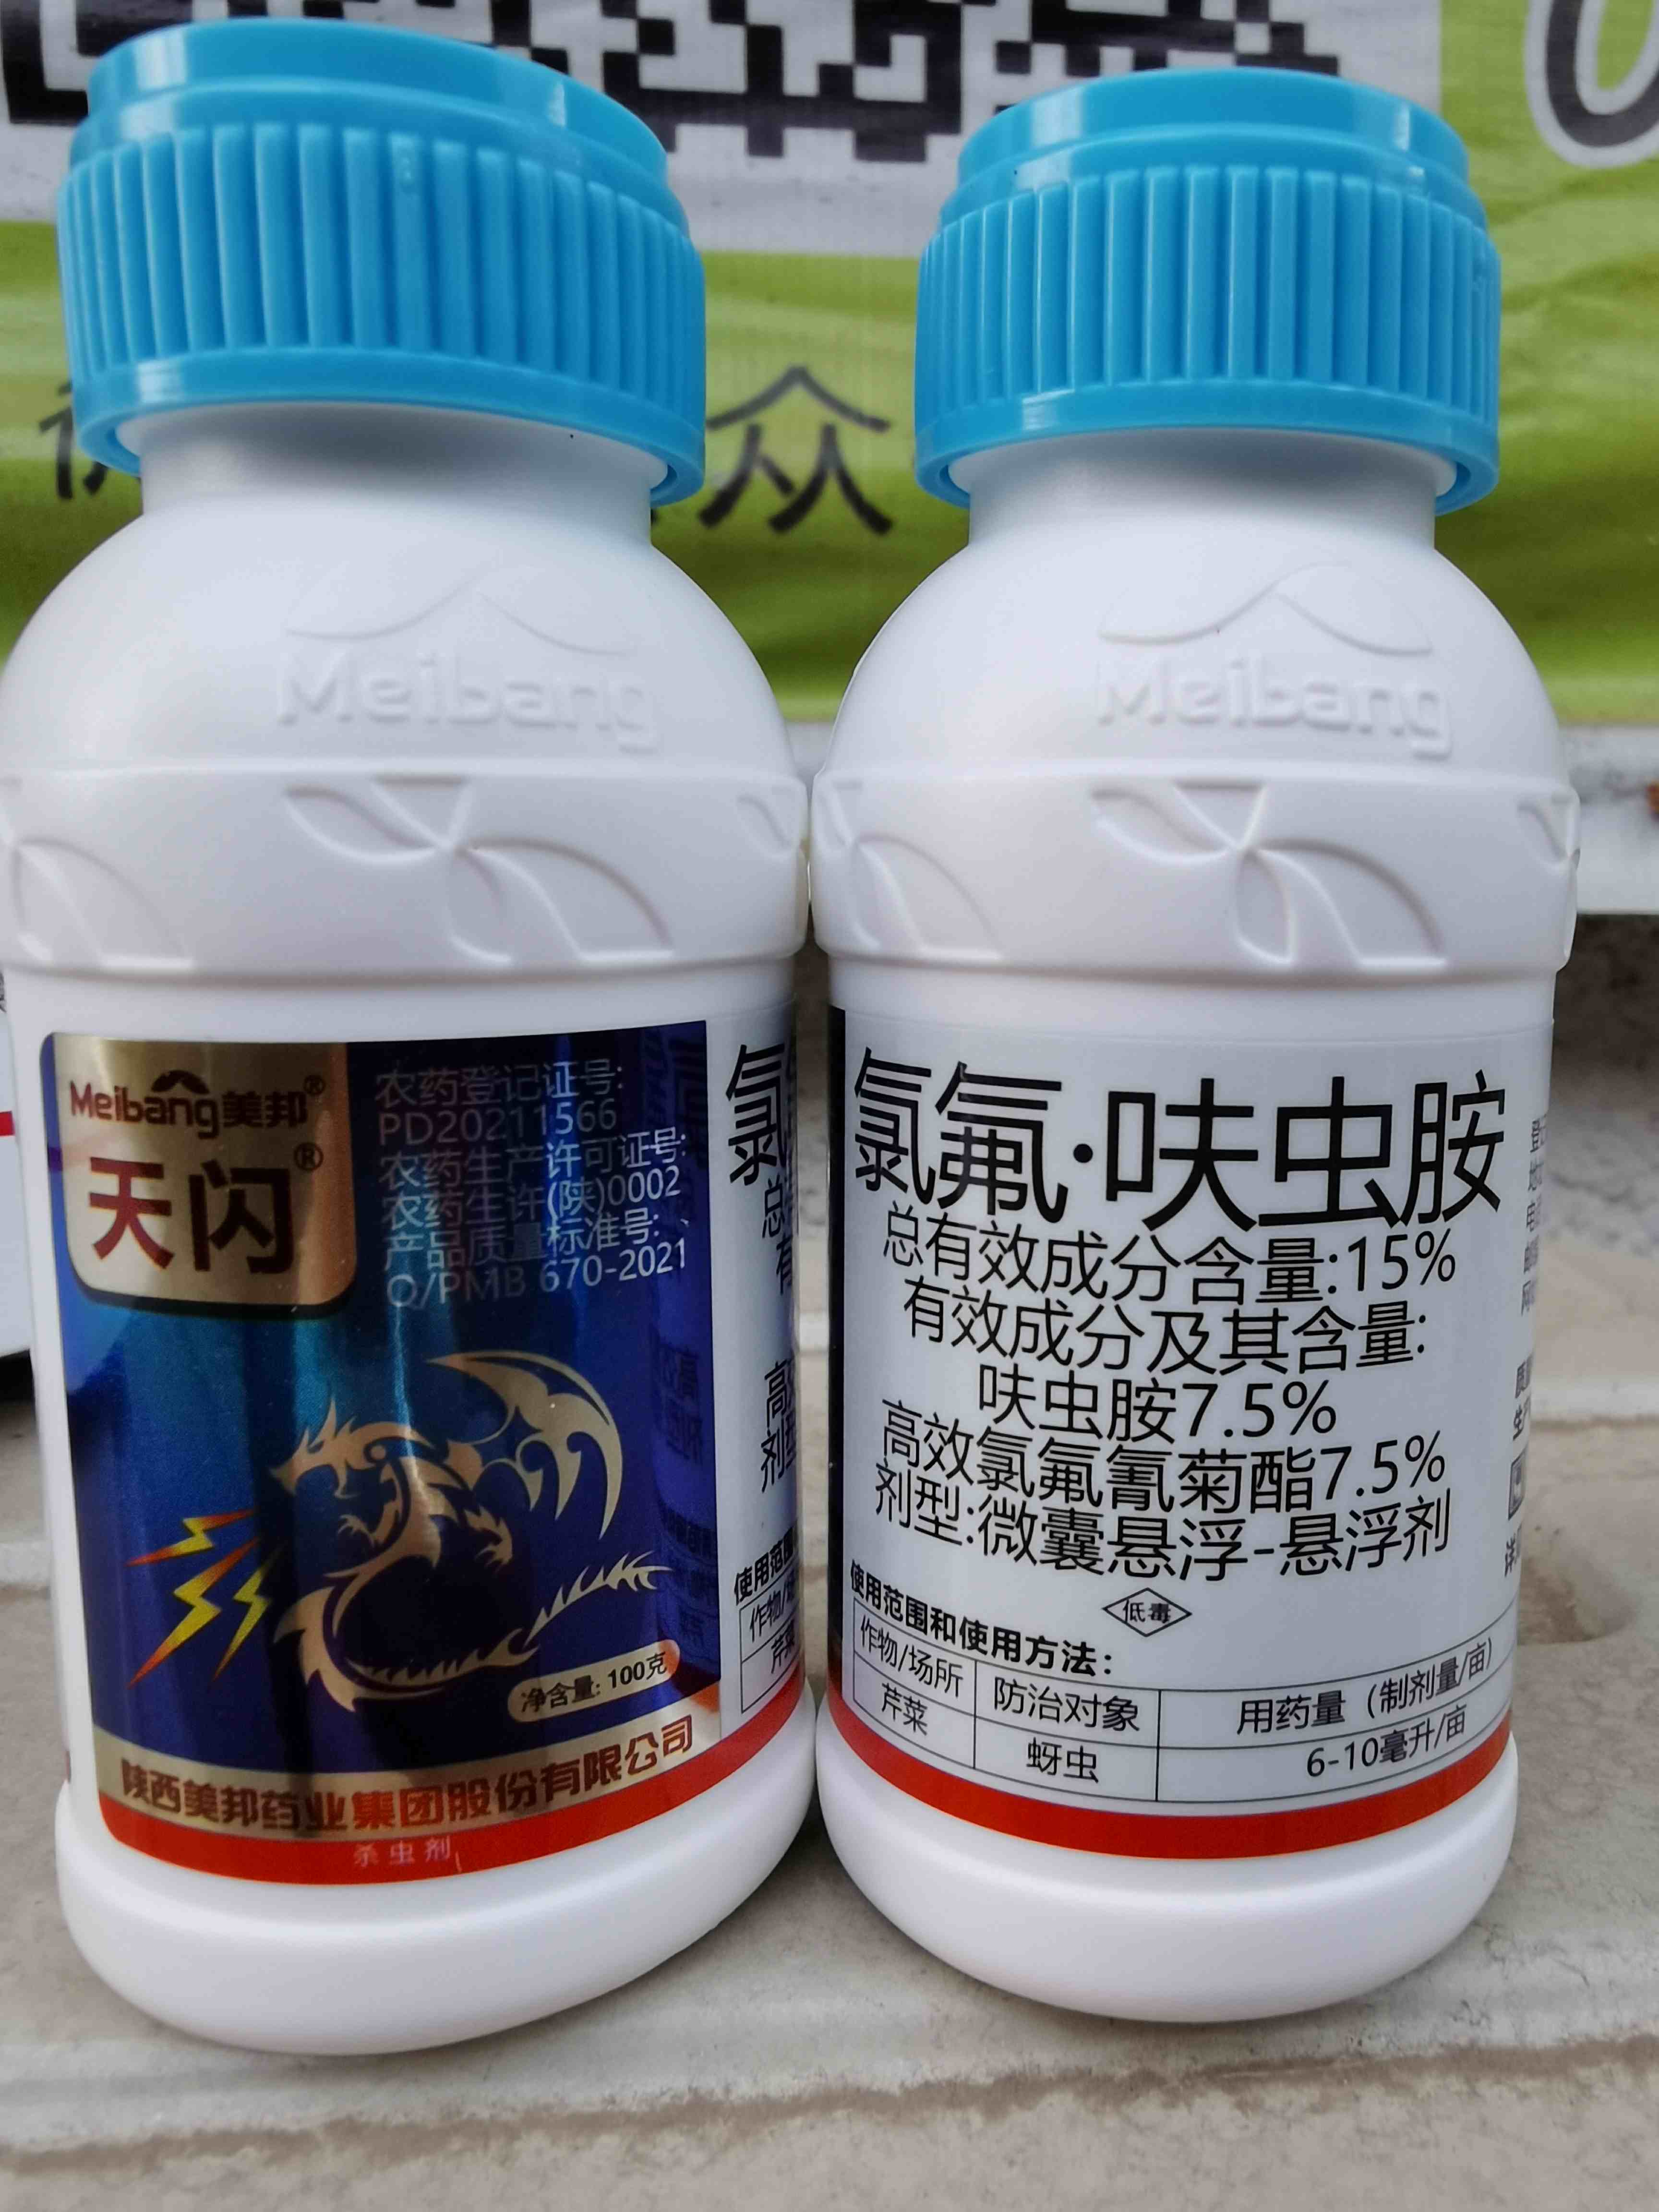 众
Meibang
Meibang
Meibang美邦®
天闪®
农药登记证号:
PD20211566
农药生产许可证号:
农药生许(陕)0002
产品质量标准号:
Q/PMB 670-2021
净含量: 100克
陕西美邦药业集团股份有限公司
杀虫剂
氯氟·呋虫胺
总有效成分含量:15%
有效成分及其含量:
呋虫胺7.5%
高效氯氟氰菊酯7.5%
剂型:微囊悬浮-悬浮剂
低毒
使用范围和使用方法:
作物/场所 防治对象 用药量（制剂量/亩）
芹菜 蚜虫 6-10毫升/亩